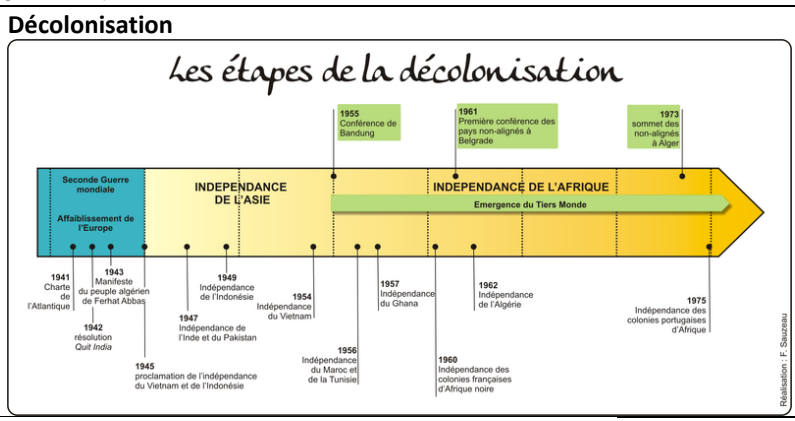 Décolonisation
Les étapes de la décolonisation
1955
Conférence de
Bandung
1961
Première conférence des
pays non-alignés à
Belgrade
1973
sommet des
non-alignés
à Alger
Seconde Guerre
mondiale
Affaiblissement de
l'Europe
INDEPENDANCE
DE L'ASIE
INDEPENDANCE DE L'AFRIQUE
Emergence du Tiers Monde
1941
Charte
de
l'Atlantique
1942
résolution
Quit India
1943
Manifeste
du peuple algérien
de Ferhat Abbas
1945
proclamation de l'indépendance
du Vietnam et de l'Indonésie
1947
Indépendance de
l'Inde et du Pakistan
1949
Indépendance
de l'Indonésie
1954
Indépendance
du Vietnam
1956
Indépendance
du Maroc et
de la Tunisie
1957
Indépendance
du Ghana
1960
Indépendance des
colonies françaises
d'Afrique noire
1962
Indépendance
de l'Algérie
1975
Indépendance des
colonies portugaises
d'Afrique
Réalisation : F. Sauzeau